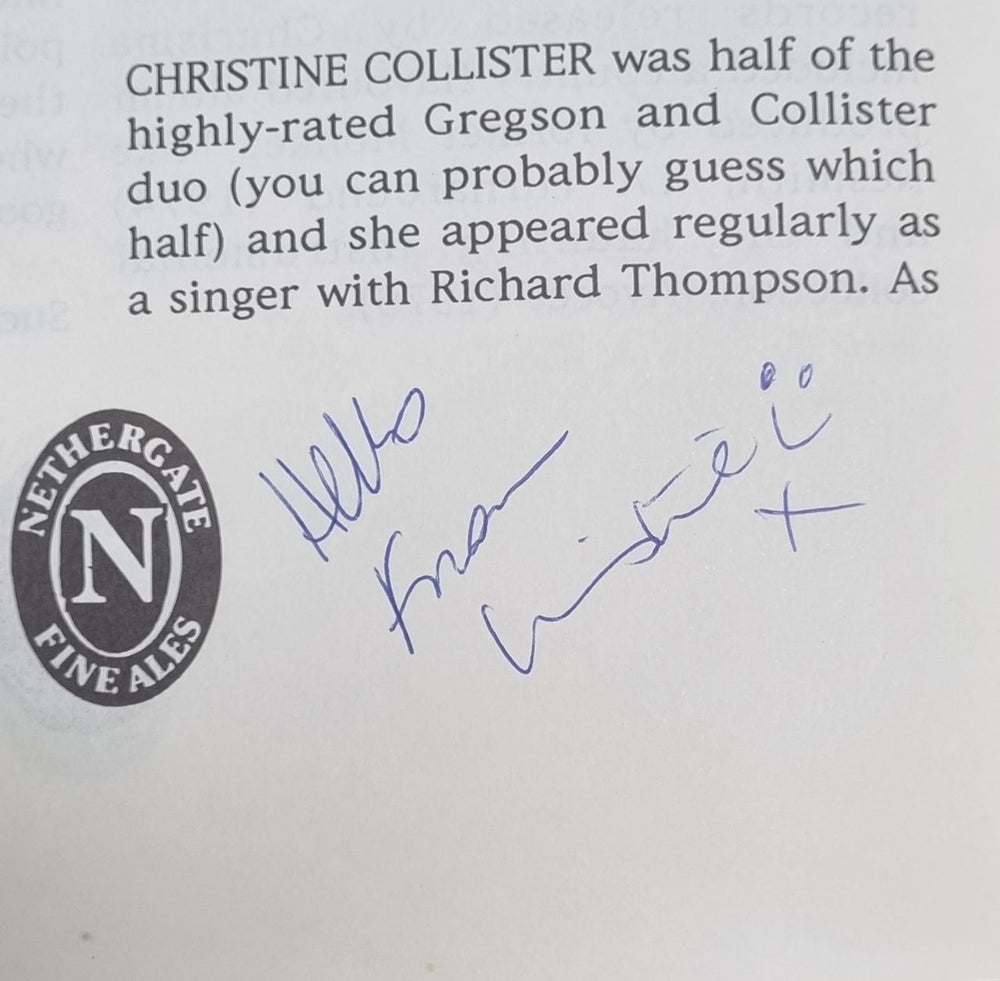 CHRISTINE COLLISTER was half of the
highly-rated Gregson and Collister
duo (you can probably guess which
half) and she appeared regularly as
a singer with Richard Thompson. As
NETHERGATE
N
FINE ALES
Hello
from
Christine
x